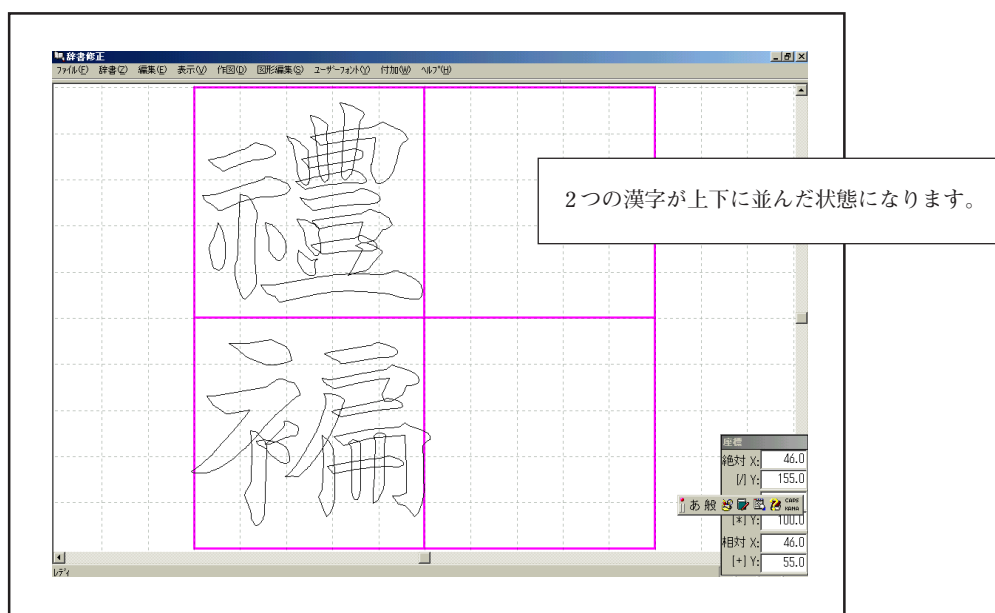 辞書修正
ファイル(F) 辞書(Z) 編集(E) 表示(V) 作図(D) 図形編集(S) ユーザーフォント(Y) 付加(W) ヘルプ(H)
禮
褊
2つの漢字が上下に並んだ状態になります。
座標
絶対 X: 46.0
[/] Y: 155.0
あ 般 CAPS KANA
[*] Y: 100.0
相対 X: 46.0
[+] Y: 55.0
レディ